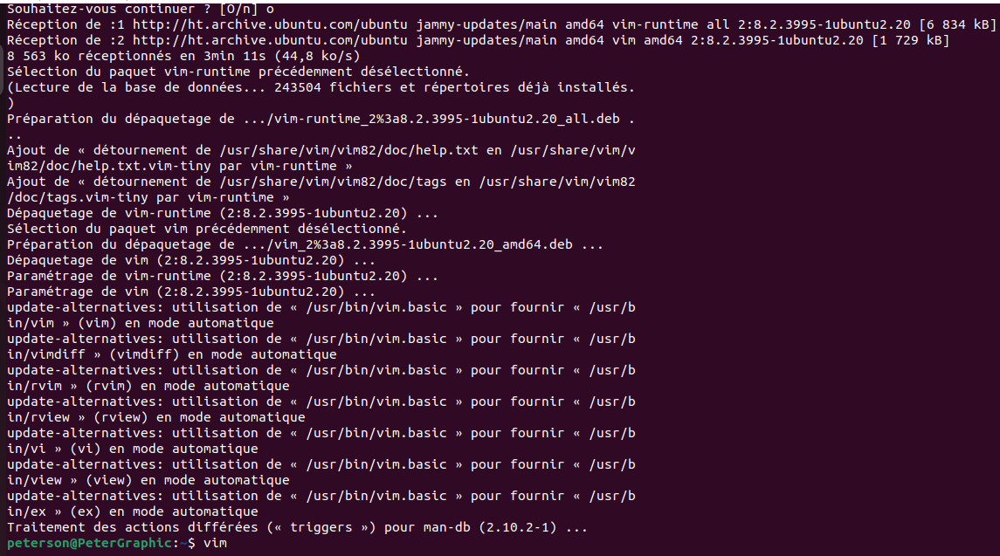 Souhaitez-vous continuer ? [O/n] o
Réception de :1 http://ht.archive.ubuntu.com/ubuntu jammy-updates/main amd64 vim-runtime all 2:8.2.3995-1ubuntu2.20 [6 834 kB]
Réception de :2 http://ht.archive.ubuntu.com/ubuntu jammy-updates/main amd64 vim amd64 2:8.2.3995-1ubuntu2.20 [1 729 kB]
8 563 ko réceptionnés en 3min 11s (44,8 ko/s)
Sélection du paquet vim-runtime précédemment désélectionné.
(Lecture de la base de données... 243504 fichiers et répertoires déjà installés.
)
Préparation du dépaquetage de .../vim-runtime_2%3a8.2.3995-1ubuntu2.20_all.deb .
..
Ajout de « détournement de /usr/share/vim/vim82/doc/help.txt en /usr/share/vim/v
im82/doc/help.txt.vim-tiny par vim-runtime »
Ajout de « détournement de /usr/share/vim/vim82/doc/tags en /usr/share/vim/vim82
/doc/tags.vim-tiny par vim-runtime »
Dépaquetage de vim-runtime (2:8.2.3995-1ubuntu2.20) ...
Sélection du paquet vim précédemment désélectionné.
Préparation du dépaquetage de .../vim_2%3a8.2.3995-1ubuntu2.20_amd64.deb ...
Dépaquetage de vim (2:8.2.3995-1ubuntu2.20) ...
Paramétrage de vim-runtime (2:8.2.3995-1ubuntu2.20) ...
Paramétrage de vim (2:8.2.3995-1ubuntu2.20) ...
update-alternatives: utilisation de « /usr/bin/vim.basic » pour fournir « /usr/b
in/vim » (vim) en mode automatique
update-alternatives: utilisation de « /usr/bin/vim.basic » pour fournir « /usr/b
in/vimdiff » (vimdiff) en mode automatique
update-alternatives: utilisation de « /usr/bin/vim.basic » pour fournir « /usr/b
in/rvim » (rvim) en mode automatique
update-alternatives: utilisation de « /usr/bin/vim.basic » pour fournir « /usr/b
in/rview » (rview) en mode automatique
update-alternatives: utilisation de « /usr/bin/vim.basic » pour fournir « /usr/b
in/vi » (vi) en mode automatique
update-alternatives: utilisation de « /usr/bin/vim.basic » pour fournir « /usr/b
in/view » (view) en mode automatique
update-alternatives: utilisation de « /usr/bin/vim.basic » pour fournir « /usr/b
in/ex » (ex) en mode automatique
Traitement des actions différées (« triggers ») pour man-db (2.10.2-1) ...
peterson@PeterGraphic:~$ vim